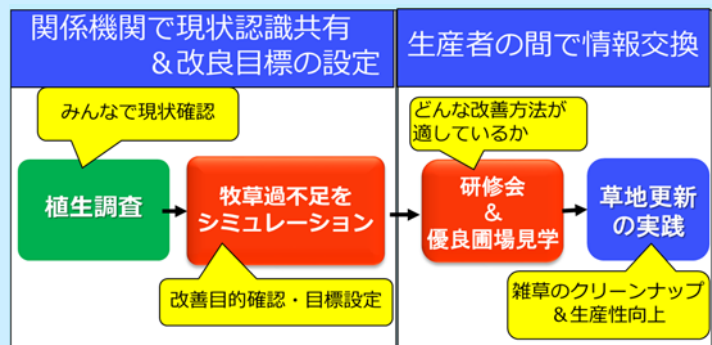 関係機関で現状認識共有
＆改良目標の設定
生産者の間で情報交換
みんなで現状確認
どんな改善方法が
適しているか
植生調査
牧草過不足を
シミュレーション
研修会
＆
優良圃場見学
草地更新
の実践
改善目的確認・目標設定
雑草のクリーンナップ
＆生産性向上